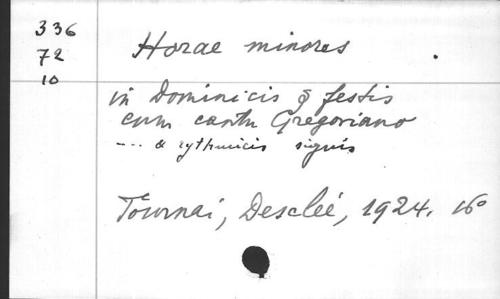 336
72
10
Horae minores
in Dominicis & festis
cum cantu Gregoriano
... & rythmicis signis
Tournai, Desclée, 1924. 16°